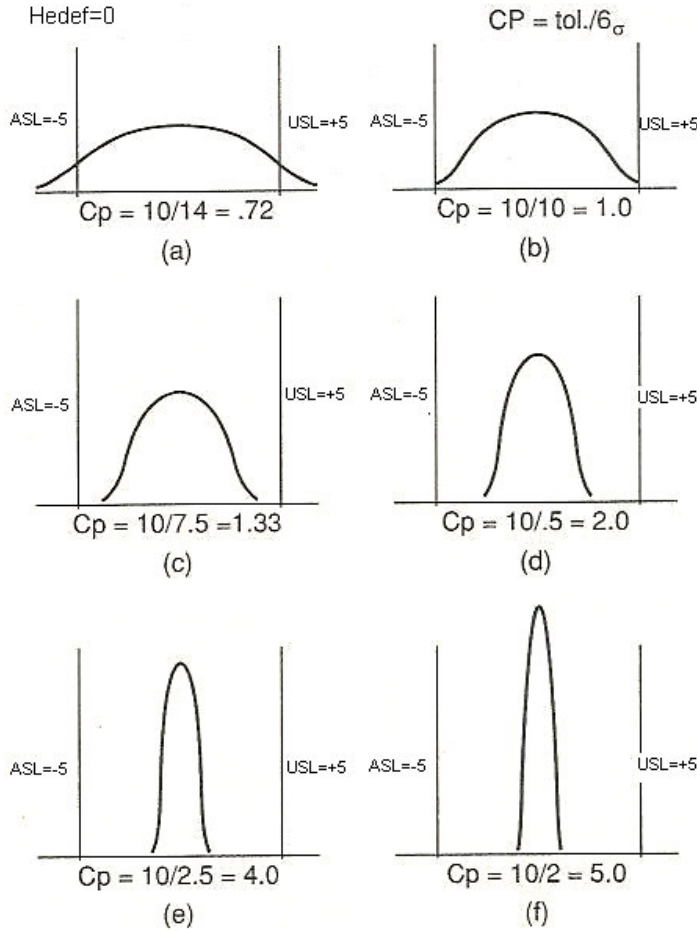 Hedef=0
CP = tol./6σ
ASL=-5
USL=+5
ASL=-5
USL=+5
Cp = 10/14 = .72
Cp = 10/10 = 1.0
(a)
(b)
ASL=-5
USL=+5
ASL=-5
USL=+5
Cp = 10/7.5 =1.33
Cp = 10/.5 = 2.0
(c)
(d)
ASL=-5
USL=+5
ASL=-5
USL=+5
Cp = 10/2.5 = 4.0
Cp = 10/2 = 5.0
(e)
(f)